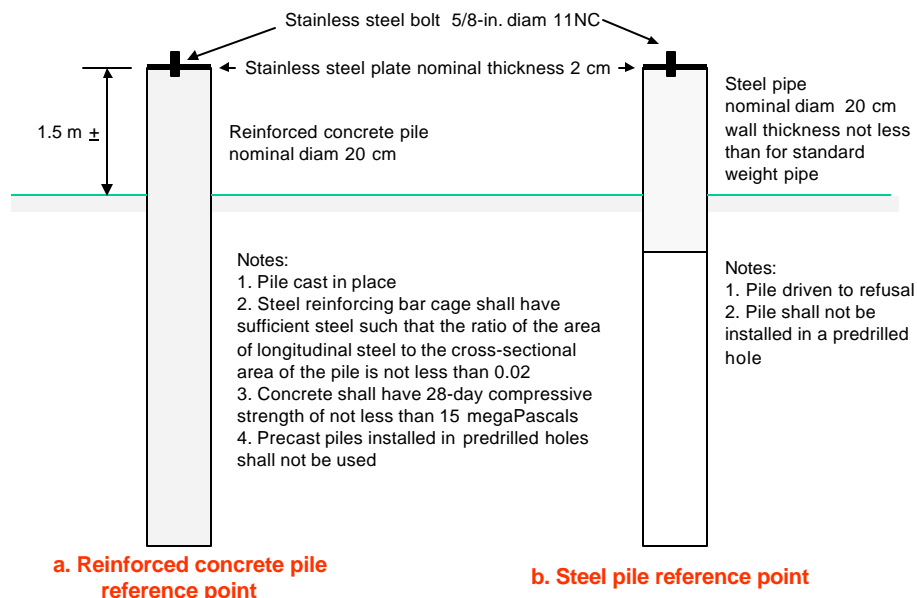 Stainless steel bolt 5/8-in. diam 11NC
Stainless steel plate nominal thickness 2 cm
1.5 m ±
Reinforced concrete pile
nominal diam 20 cm
Steel pipe
nominal diam 20 cm
wall thickness not less
than for standard
weight pipe
Notes:
1. Pile cast in place
2. Steel reinforcing bar cage shall have
sufficient steel such that the ratio of the area
of longitudinal steel to the cross-sectional
area of the pile is not less than 0.02
3. Concrete shall have 28-day compressive
strength of not less than 15 megaPascals
4. Precast piles installed in predrilled holes
shall not be used
Notes:
1. Pile driven to refusal
2. Pile shall not be
installed in a predrilled
hole
a. Reinforced concrete pile
reference point
b. Steel pile reference point